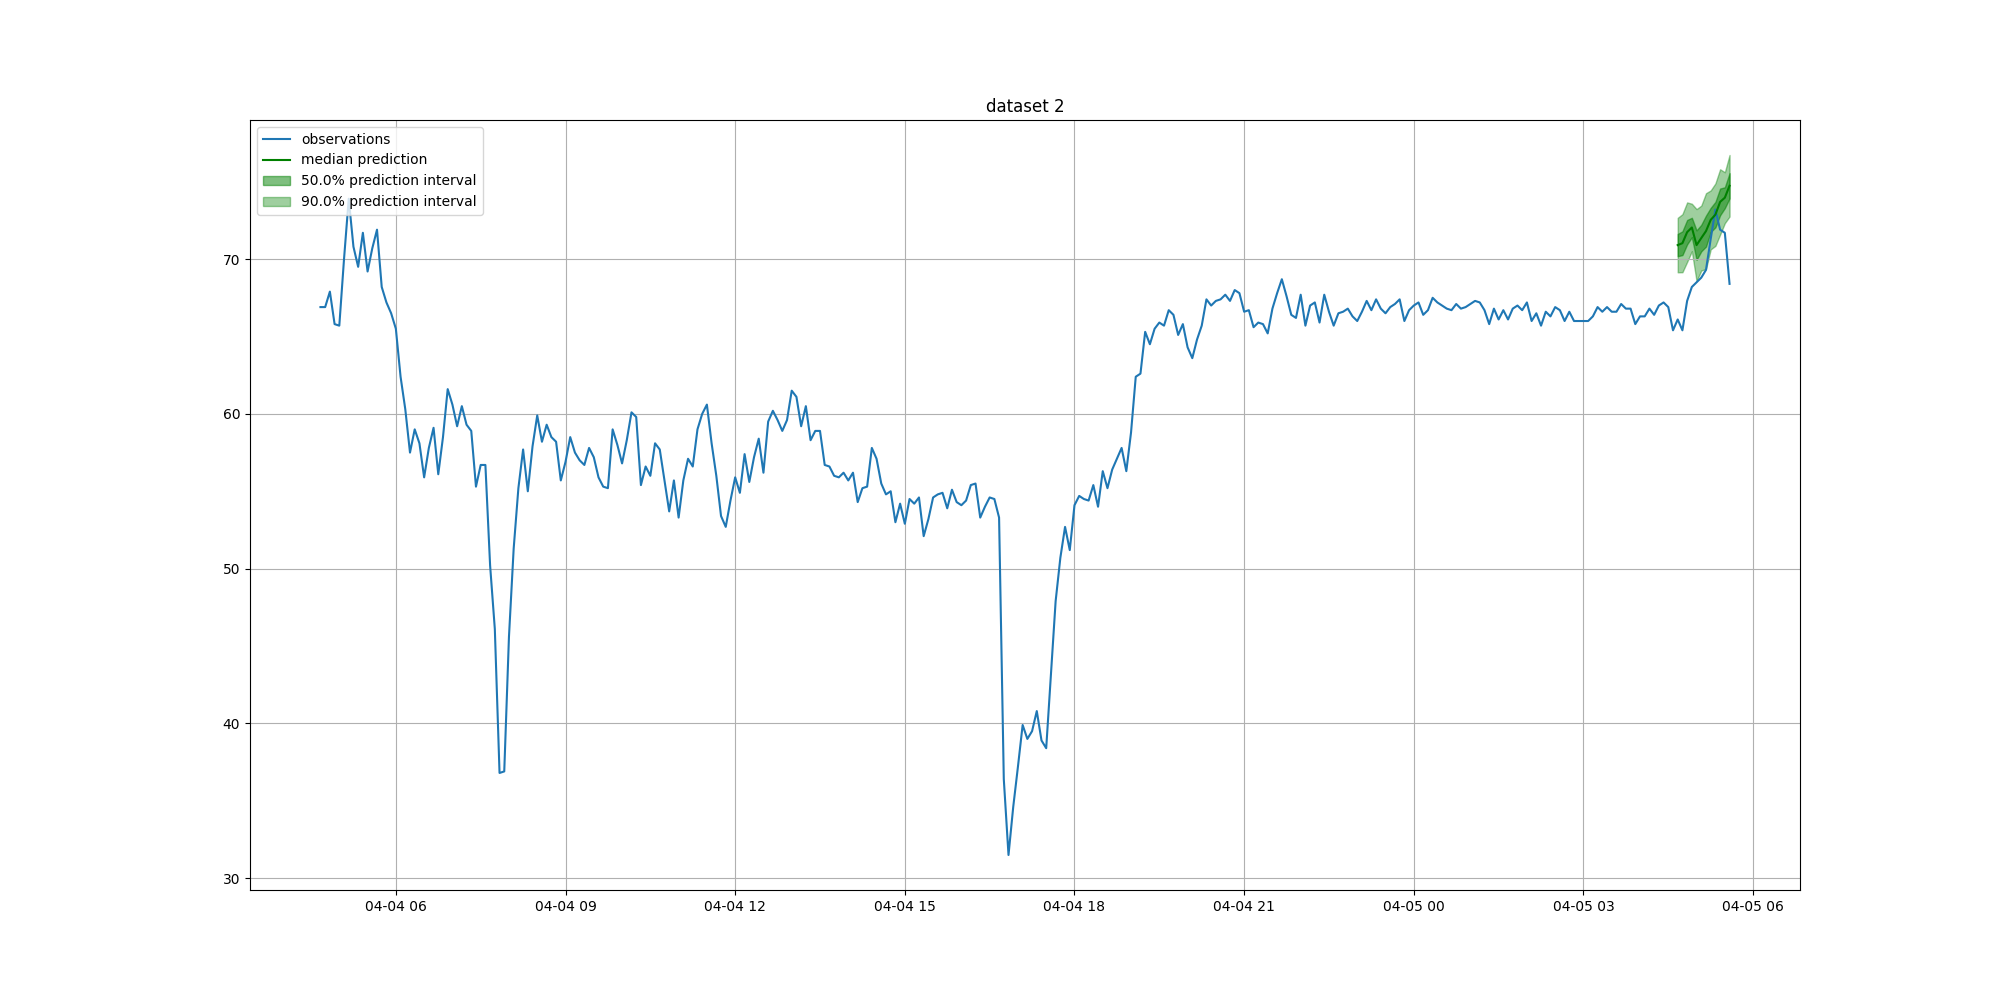 dataset 2
observations
median prediction
50.0% prediction interval
90.0% prediction interval
70
60
50
40
30
04-04 06
04-04 09
04-04 12
04-04 15
04-04 18
04-04 21
04-05 00
04-05 03
04-05 06